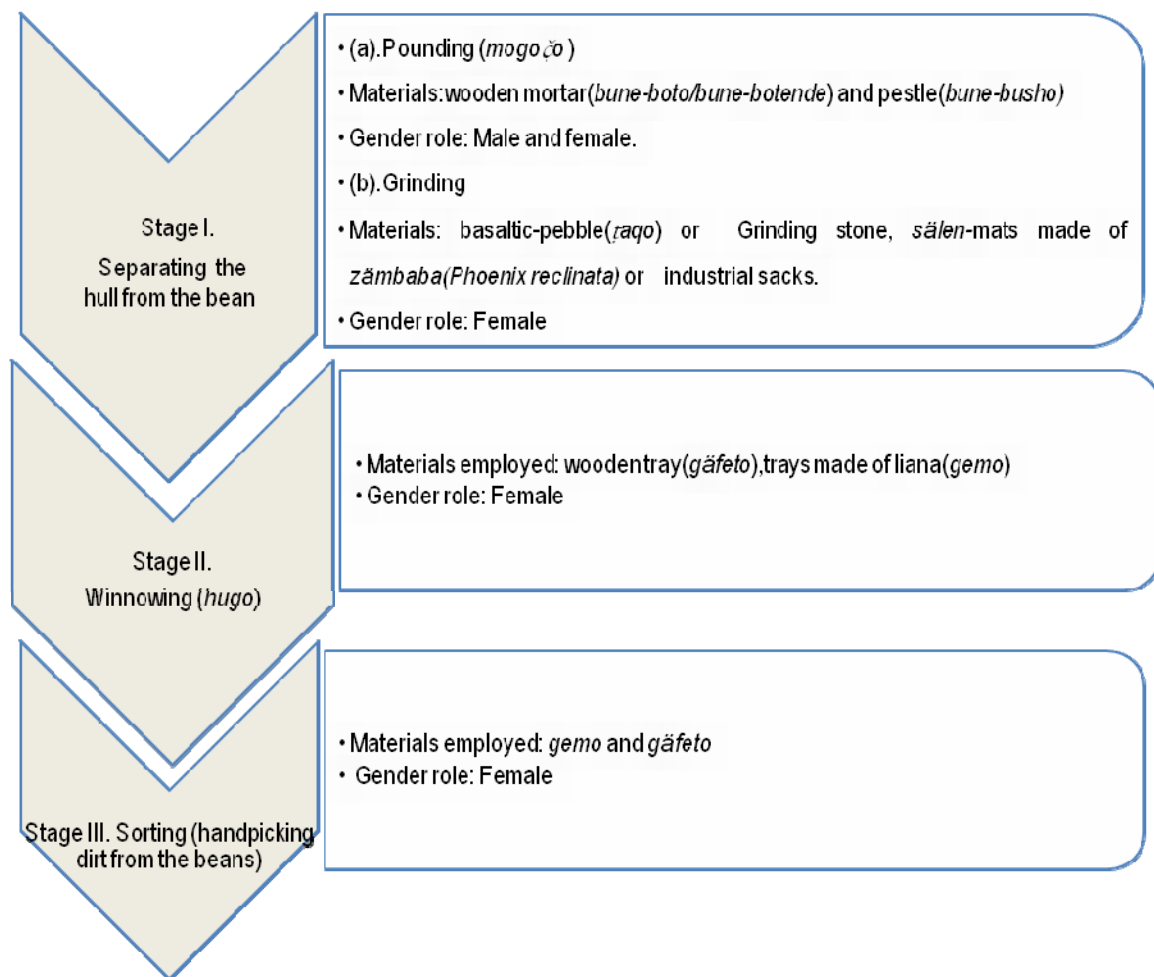 Stage I.
Separating the
hull from the bean
• (a).Pounding (mogočo)
• Materials:wooden mortar(bune-boto/bune-botende) and pestle(bune-busho)
• Gender role: Male and female.
• (b).Grinding
• Materials: basaltic-pebble(ṭaqo) or Grinding stone, sälen-mats made of
zämbaba(Phoenix reclinata) or industrial sacks.
• Gender role: Female
Stage II.
Winnowing (hugo)
• Materials employed: woodentray(gäfeto),trays made of liana(gemo)
• Gender role: Female
Stage III. Sorting (handpicking
dirt from the beans)
• Materials employed: gemo and gäfeto
• Gender role: Female